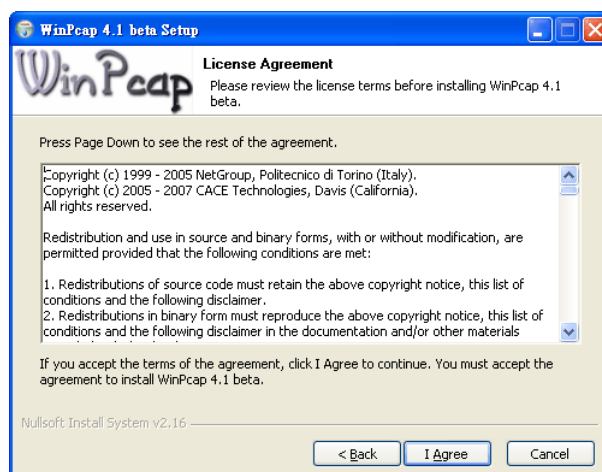 WinPcap 4.1 beta Setup
WinPcap
License Agreement
Please review the license terms before installing WinPcap 4.1
beta.
Press Page Down to see the rest of the agreement.
Copyright (c) 1999 - 2005 NetGroup, Politecnico di Torino (Italy).
Copyright (c) 2005 - 2007 CACE Technologies, Davis (California).
All rights reserved.
Redistribution and use in source and binary forms, with or without modification, are
permitted provided that the following conditions are met:
1. Redistributions of source code must retain the above copyright notice, this list of
conditions and the following disclaimer.
2. Redistributions in binary form must reproduce the above copyright notice, this list of
conditions and the following disclaimer in the documentation and/or other materials
If you accept the terms of the agreement, click I Agree to continue. You must accept the
agreement to install WinPcap 4.1 beta.
Nullsoft Install System v2.16
< Back
I Agree
Cancel